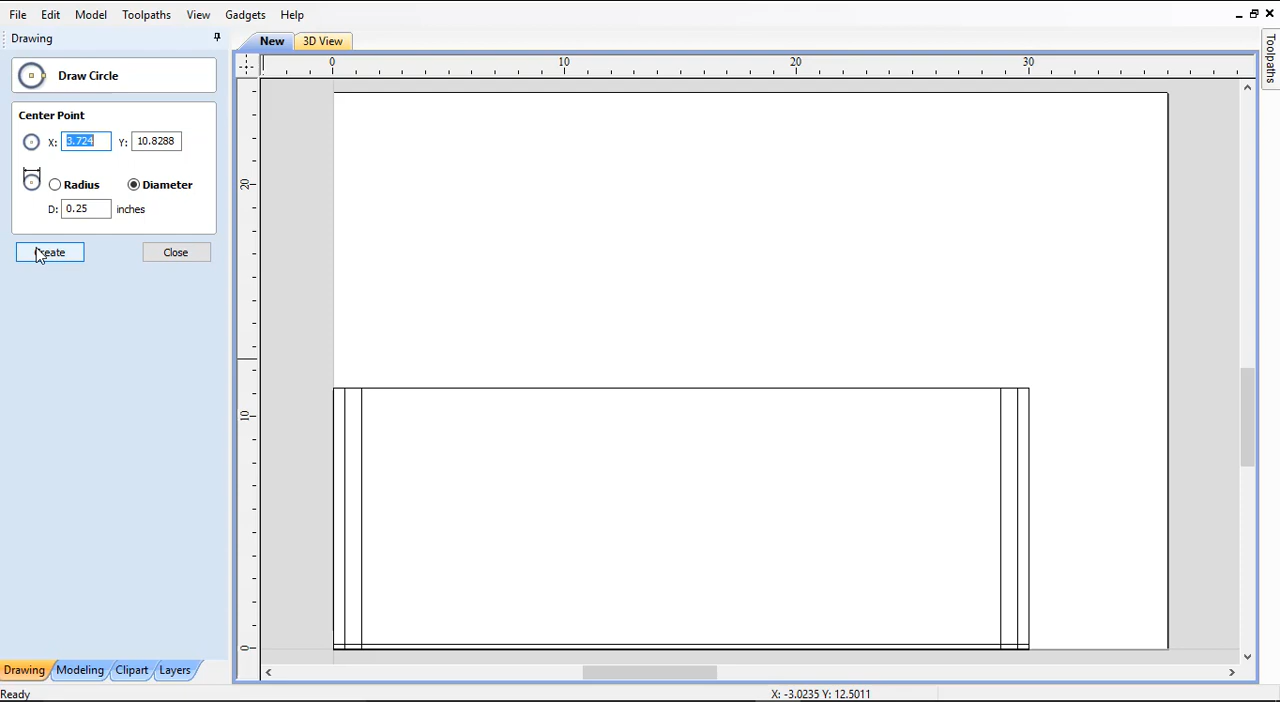 File Edit Model Toolpaths View Gadgets Help
Drawing
New 3D View
Toolpaths
Draw Circle
0 10 20 30
Center Point
X: 3.724 Y: 10.8288
Radius Diameter
D: 0.25 inches
Close
20
10
0
Drawing Modeling Clipart Layers
Ready X: -3.0235 Y: 12.5011